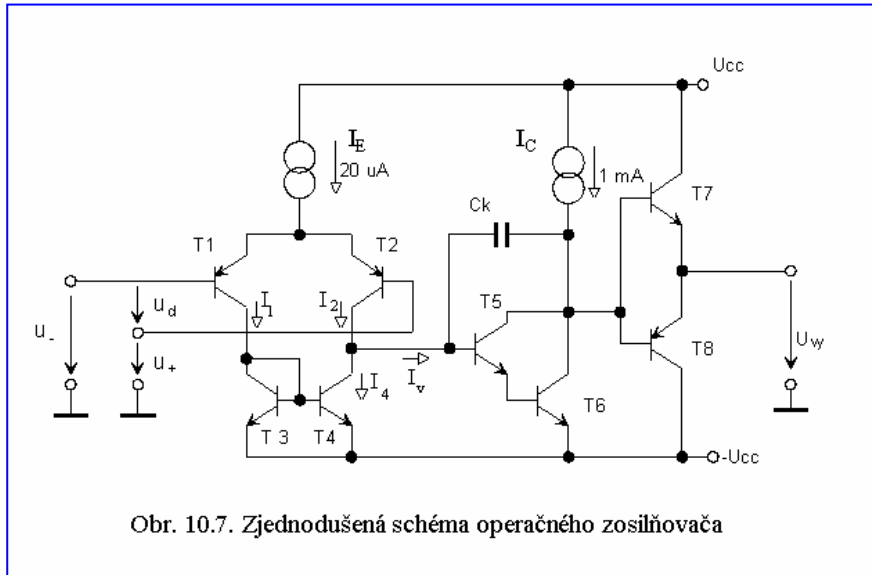 Ucc
I_E
20 uA
I_C
1 mA
Ck
T7
T1
T2
T5
I_1
I_2
u_d
u_-
u_+
I_4
I_v
T8
U_wy
T 3
T4
T6
-Ucc
Obr. 10.7. Zjednodušená schéma operačného zosilňovača